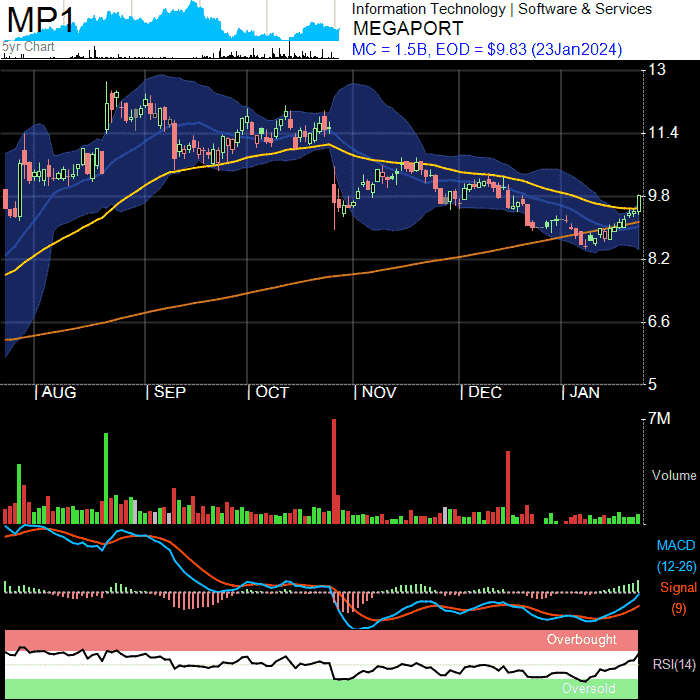 MP1
5yr Chart
Information Technology | Software & Services
MEGAPORT
MC = 1.5B, EOD = $9.83 (23Jan2024)
13
11.4
9.8
8.2
6.6
5
| AUG | SEP | OCT | NOV | DEC | JAN
7M
Volume
MACD
(12-26)
Signal
(9)
Overbought
RSI(14)
Oversold